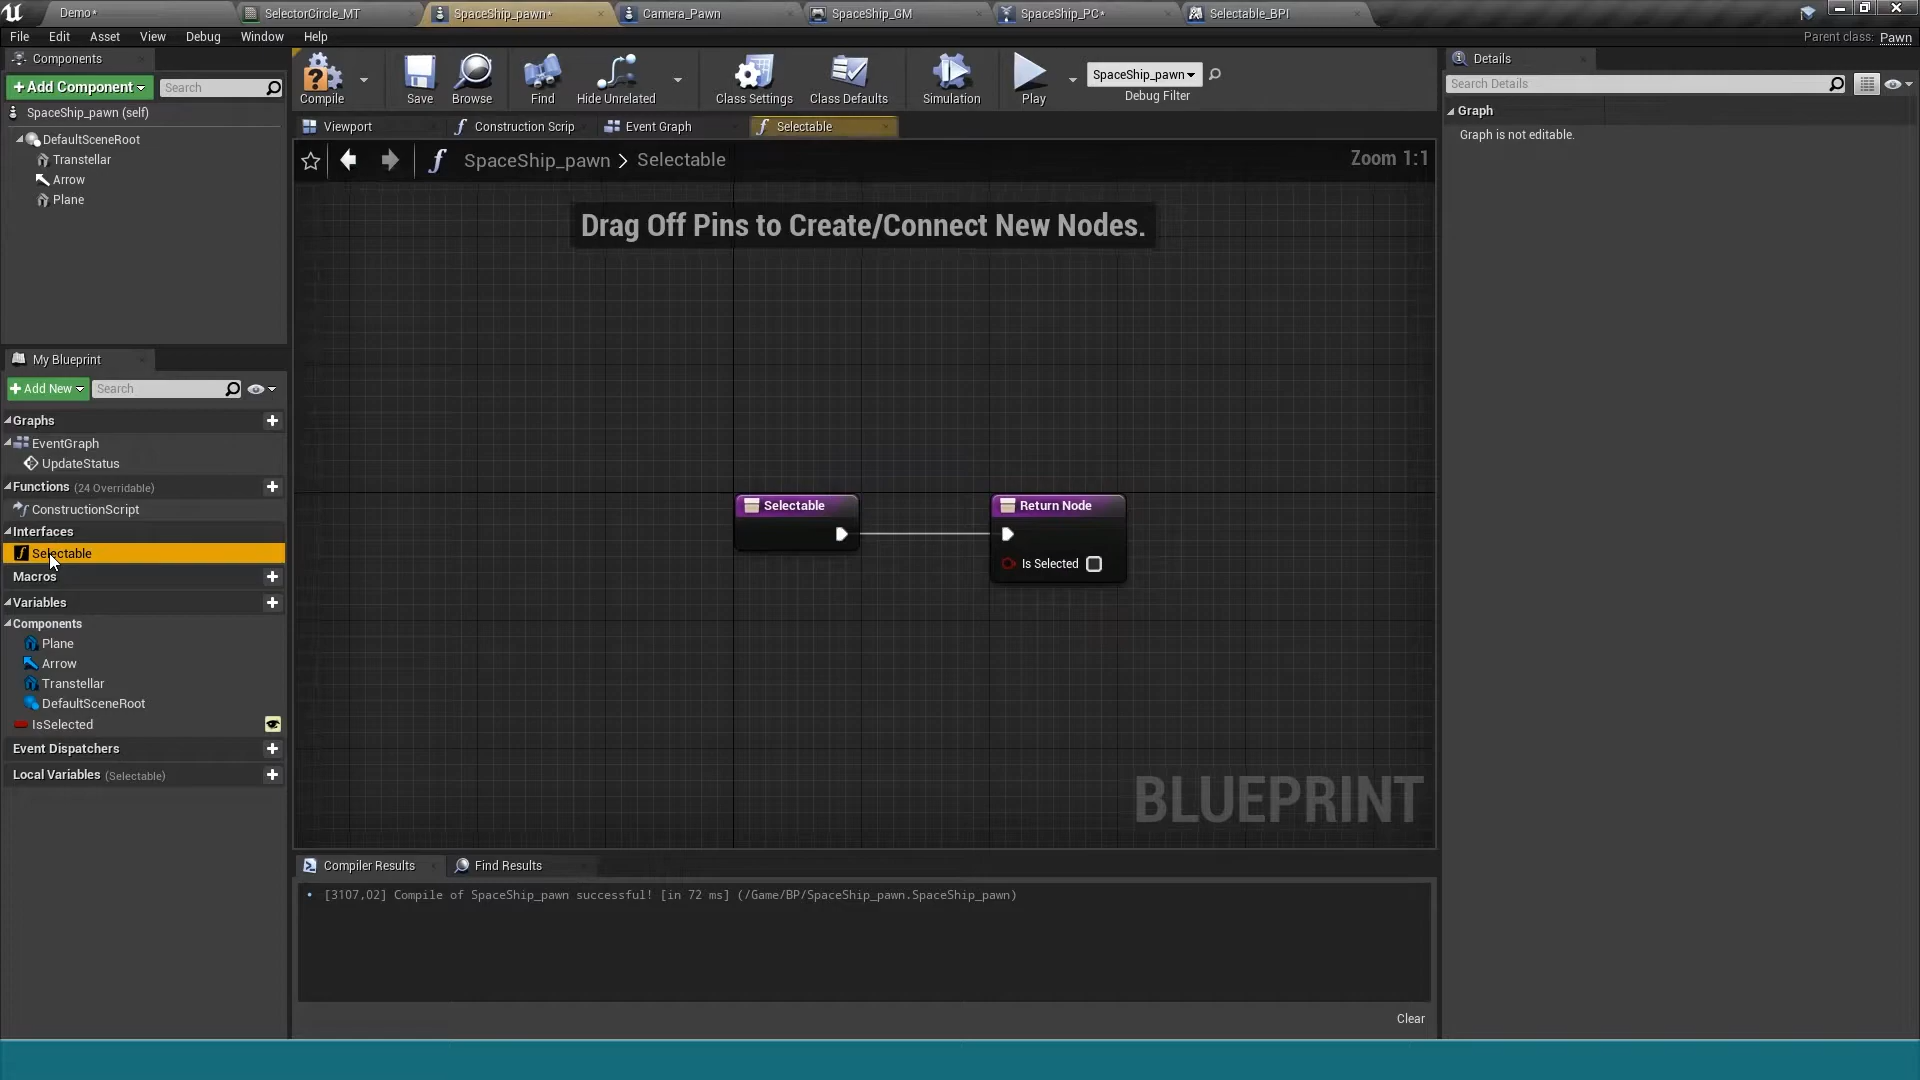 Demo*
SelectorCircle_MT
SpaceShip_pawn*
Camera_Pawn
SpaceShip_GM
SpaceShip_PC*
Selectable_BPI
File
Edit
Asset
View
Debug
Window
Help
Parent class: Pawn
Components
+Add Component
Search
SpaceShip_pawn (self)
DefaultSceneRoot
Transtellar
Arrow
Plane
Compile
Save
Browse
Find
Hide Unrelated
Class Settings
Class Defaults
Simulation
Play
SpaceShip_pawn
Debug Filter
Viewport
Construction Scrip
Event Graph
Selectable
SpaceShip_pawn > Selectable
Zoom 1:1
Drag Off Pins to Create/Connect New Nodes.
Selectable
Return Node
Is Selected
BLUEPRINT
My Blueprint
+Add New
Search
Graphs
EventGraph
UpdateStatus
Functions (24 Overridable)
ConstructionScript
Interfaces
Selectable
Macros
Variables
Components
Plane
Arrow
Transtellar
DefaultSceneRoot
IsSelected
Event Dispatchers
Local Variables (Selectable)
Compiler Results
Find Results
[3107,02] Compile of SpaceShip_pawn successful! [in 72 ms] (/Game/BP/SpaceShip_pawn.SpaceShip_pawn)
Clear
Details
Search Details
Graph
Graph is not editable.